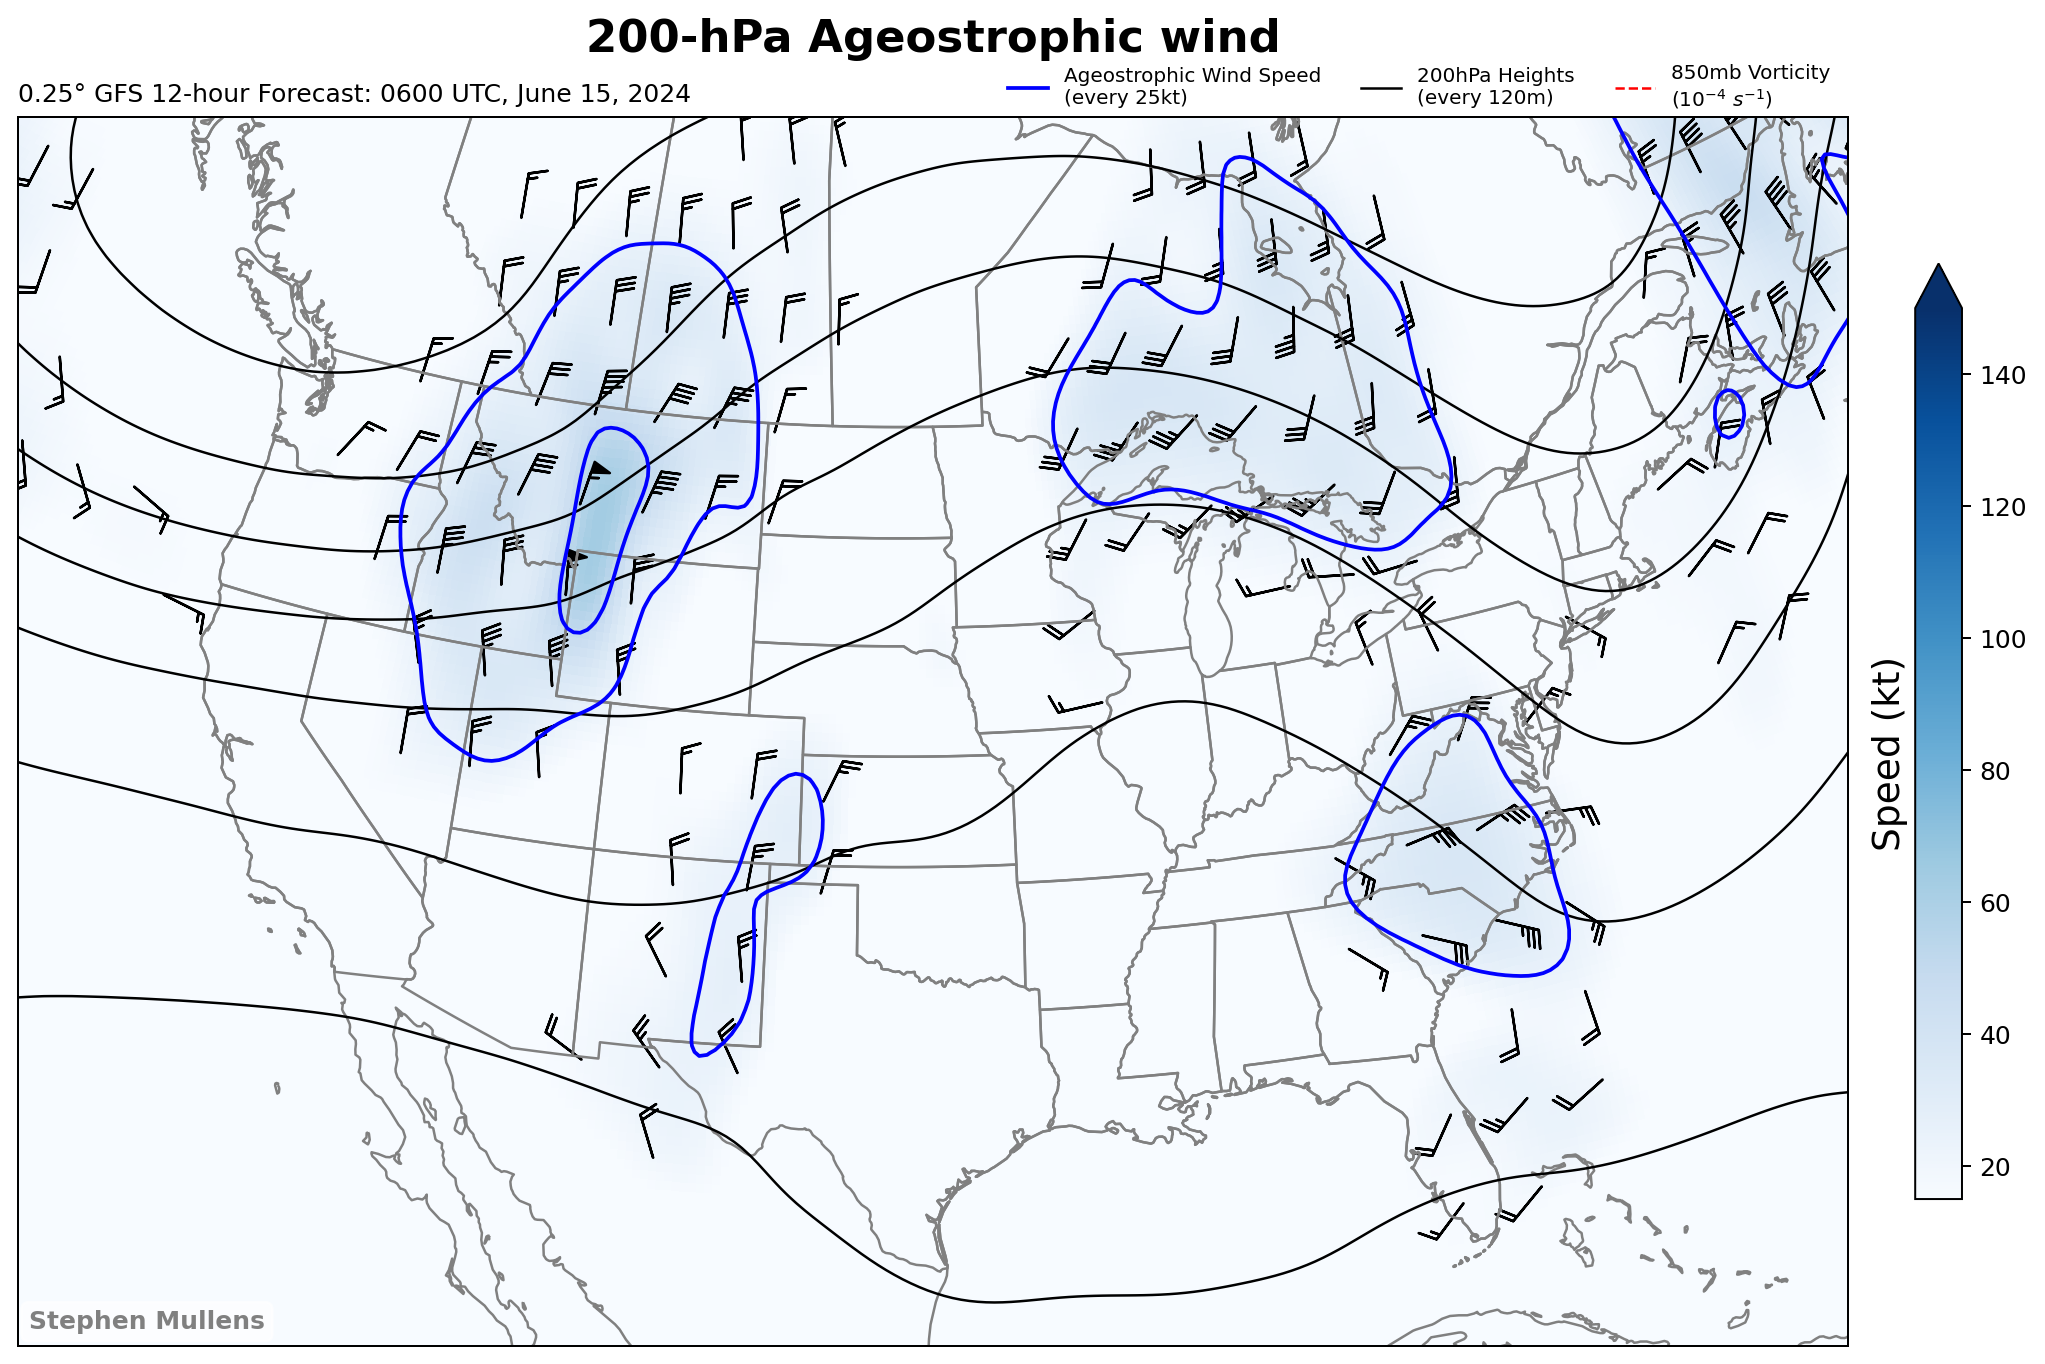 200-hPa Ageostrophic wind
0.25° GFS 12-hour Forecast: 0600 UTC, June 15, 2024
Ageostrophic Wind Speed
(every 25kt)
200hPa Heights
(every 120m)
850mb Vorticity
(10⁻⁴ s⁻¹)
140
120
100
80
60
40
20
Speed (kt)
Stephen Mullens